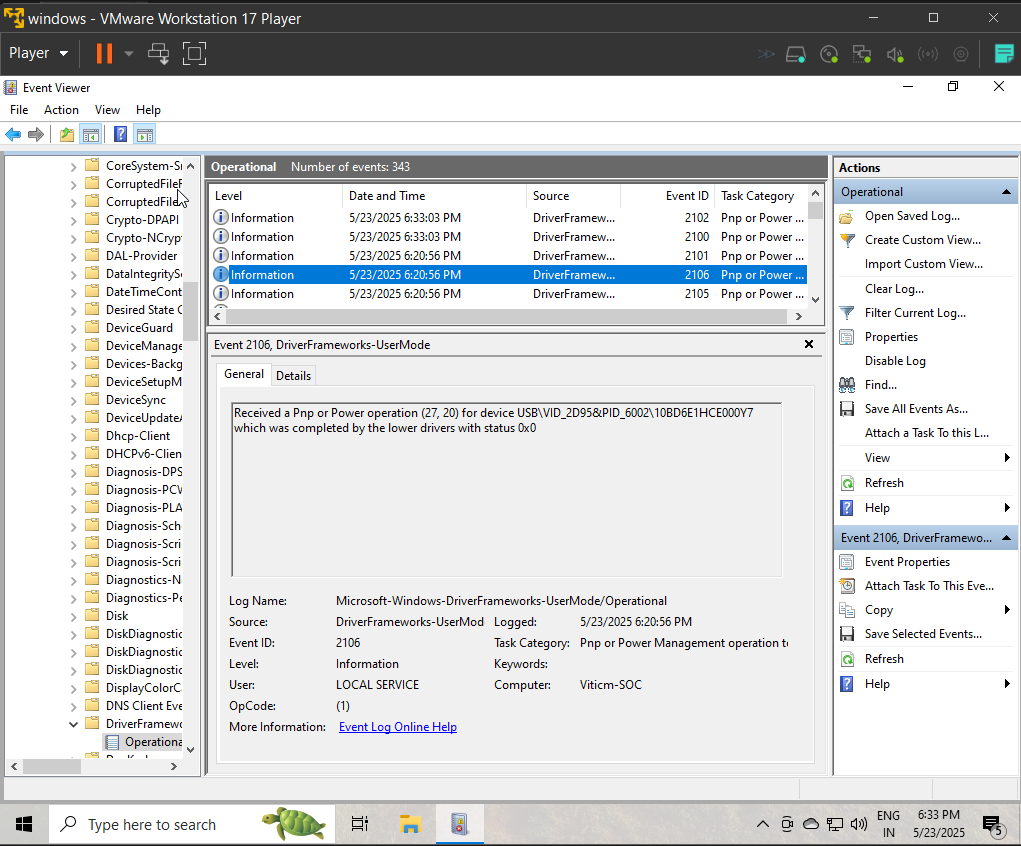 windows - VMware Workstation 17 Player
Player
Event Viewer
File Action View Help
CoreSystem-Sr
CorruptedFileF
CorruptedFile
Crypto-DPAPI
Crypto-NCryp
DAL-Provider
DataIntegritySe
DateTimeCont
Desired State C
DeviceGuard
DeviceManage
Devices-Backg
DeviceSetupM
DeviceSync
DeviceUpdateA
Dhcp-Client
DHCPv6-Clien
Diagnosis-DPS
Diagnosis-PCW
Diagnosis-PLA
Diagnosis-Sch
Diagnosis-Scri
Diagnosis-Scri
Diagnostics-N
Diagnostics-Pe
Disk
DiskDiagnostic
DiskDiagnostic
DiskDiagnostic
DisplayColorC
DNS Client Eve
DriverFramewo
Operationa
Operational Number of events: 343
Level Date and Time Source Event ID Task Category
Information 5/23/2025 6:33:03 PM DriverFramew... 2102 Pnp or Power ...
Information 5/23/2025 6:33:03 PM DriverFramew... 2100 Pnp or Power ...
Information 5/23/2025 6:20:56 PM DriverFramew... 2101 Pnp or Power ...
Information 5/23/2025 6:20:56 PM DriverFramew... 2106 Pnp or Power ...
Information 5/23/2025 6:20:56 PM DriverFramew... 2105 Pnp or Power ...
Event 2106, DriverFrameworks-UserMode
General Details
Received a Pnp or Power operation (27, 20) for device USB\VID_2D95&PID_6002\10BD6E1HCE000Y7
which was completed by the lower drivers with status 0x0
Log Name: Microsoft-Windows-DriverFrameworks-UserMode/Operational
Source: DriverFrameworks-UserMod Logged: 5/23/2025 6:20:56 PM
Event ID: 2106 Task Category: Pnp or Power Management operation to
Level: Information Keywords:
User: LOCAL SERVICE Computer: Viticm-SOC
OpCode: (1)
More Information: Event Log Online Help
Actions
Operational
Open Saved Log...
Create Custom View...
Import Custom View...
Clear Log...
Filter Current Log...
Properties
Disable Log
Find...
Save All Events As...
Attach a Task To this L...
View
Refresh
Help
Event 2106, DriverFramewo...
Event Properties
Attach Task To This Eve...
Copy
Save Selected Events...
Refresh
Help
Type here to search
ENG
IN
6:33 PM
5/23/2025
5